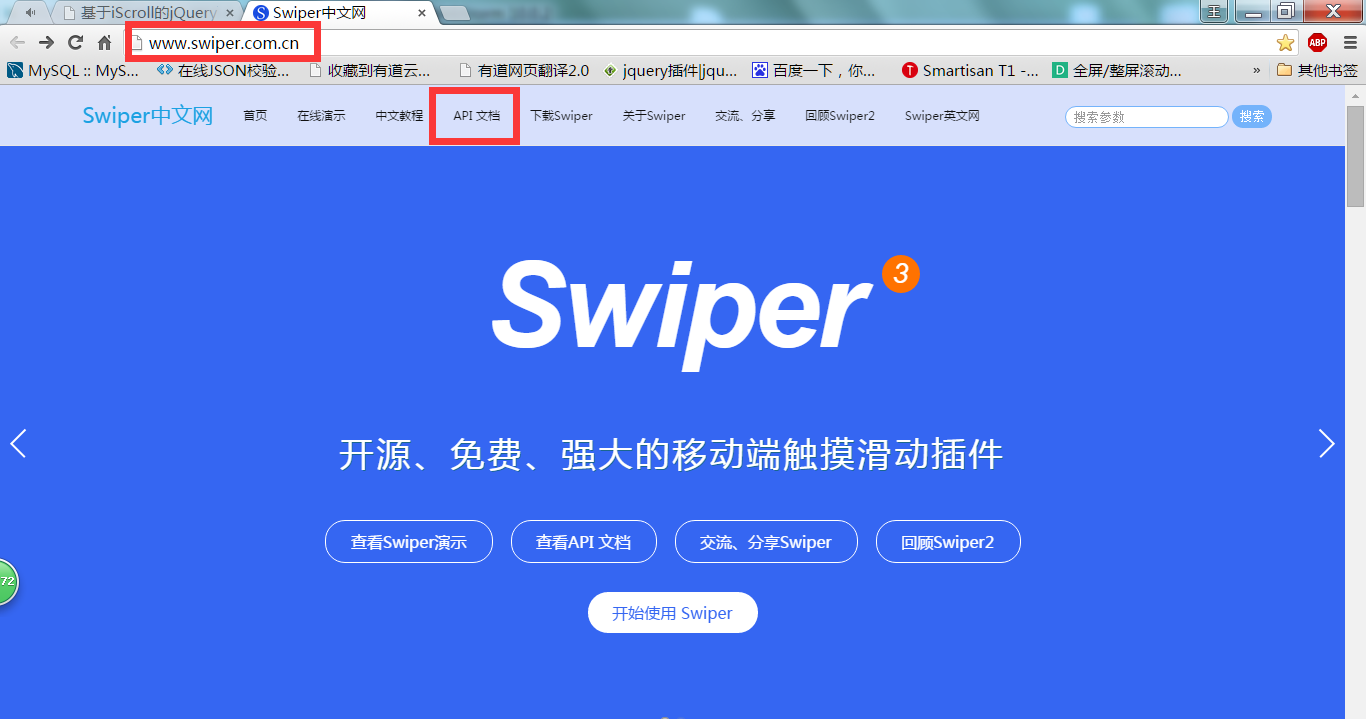 基于iScroll的jQuery
Swiper中文网
王
www.swiper.com.cn
ABP
MySQL :: MyS...
在线JSON校验...
收藏到有道云...
有道网页翻译2.0
jquery插件|jqu...
百度一下，你...
Smartisan T1 -...
全屏/整屏滚动...
»
其他书签
Swiper中文网
首页
在线演示
中文教程
API 文档
下载Swiper
关于Swiper
交流、分享
回顾Swiper2
Swiper英文网
搜索参数
搜索
Swiper 3
开源、免费、强大的移动端触摸滑动插件
查看Swiper演示
查看API 文档
交流、分享Swiper
回顾Swiper2
72
开始使用 Swiper